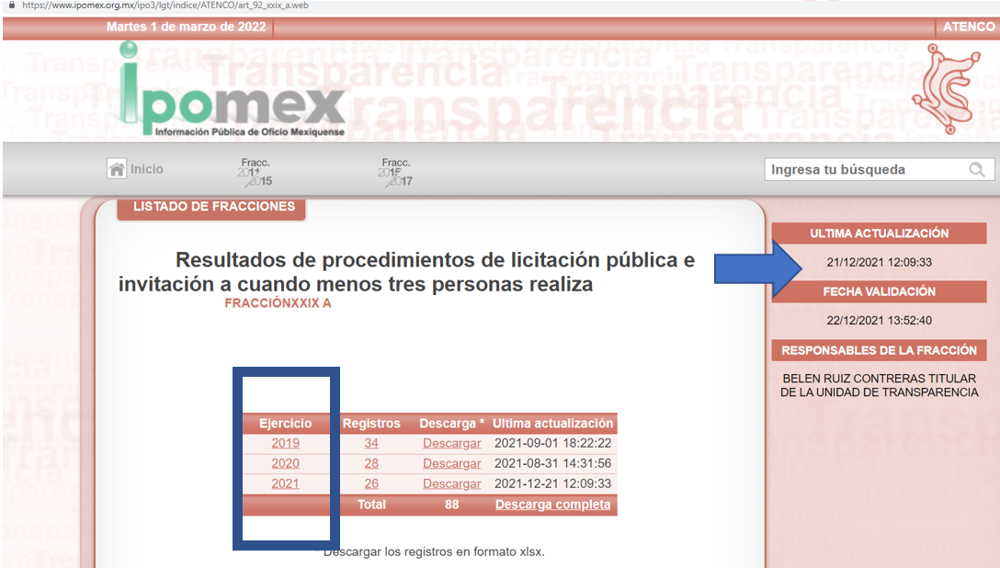 https://www.ipomex.org.mx/ipo3/lgt/indice/ATENCO/art_92_xxix_a.web
Martes 1 de marzo de 2022
ATENCO
Transparencia
ipomex
Información Pública de Oficio Mexiquense
Inicio
Fracc.
2011
2015
Fracc.
2015
2017
Ingresa tu búsqueda
LISTADO DE FRACCIONES
Resultados de procedimientos de licitación pública e
invitación a cuando menos tres personas realiza
FRACCIÓNXXIX A
ULTIMA ACTUALIZACIÓN
21/12/2021 12:09:33
FECHA VALIDACIÓN
22/12/2021 13:52:40
RESPONSABLES DE LA FRACCIÓN
BELEN RUIZ CONTRERAS TITULAR
DE LA UNIDAD DE TRANSPARENCIA
Ejercicio Registros Descarga * Ultima actualización
2019 34 Descargar 2021-09-01 18:22:22
2020 28 Descargar 2021-08-31 14:31:56
2021 26 Descargar 2021-12-21 12:09:33
Total 88 Descarga completa
Descargar los registros en formato xlsx.